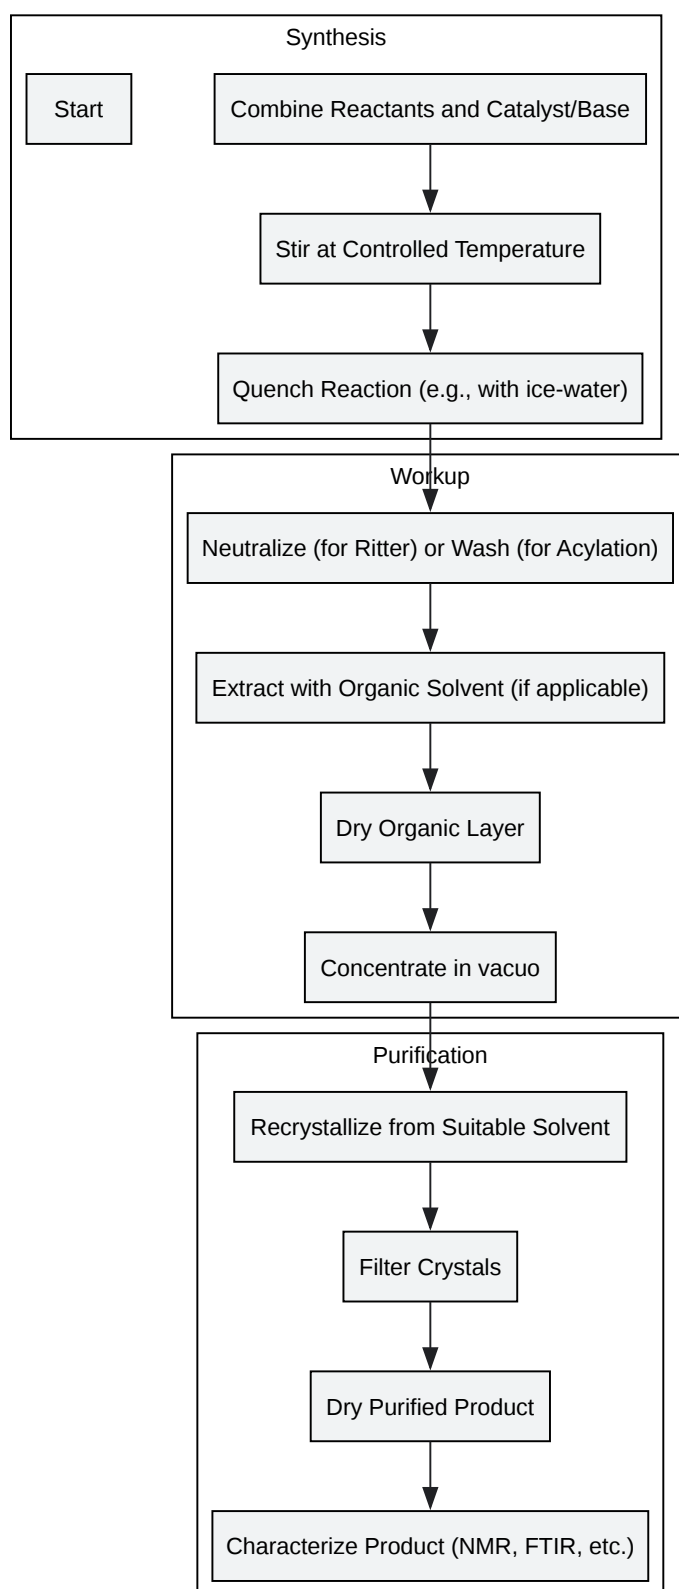 Synthesis
Start
Combine Reactants and Catalyst/Base
Stir at Controlled Temperature
Quench Reaction (e.g., with ice-water)
Workup
Neutralize (for Ritter) or Wash (for Acylation)
Extract with Organic Solvent (if applicable)
Dry Organic Layer
Concentrate in vacuo
Purification
Recrystallize from Suitable Solvent
Filter Crystals
Dry Purified Product
Characterize Product (NMR, FTIR, etc.)